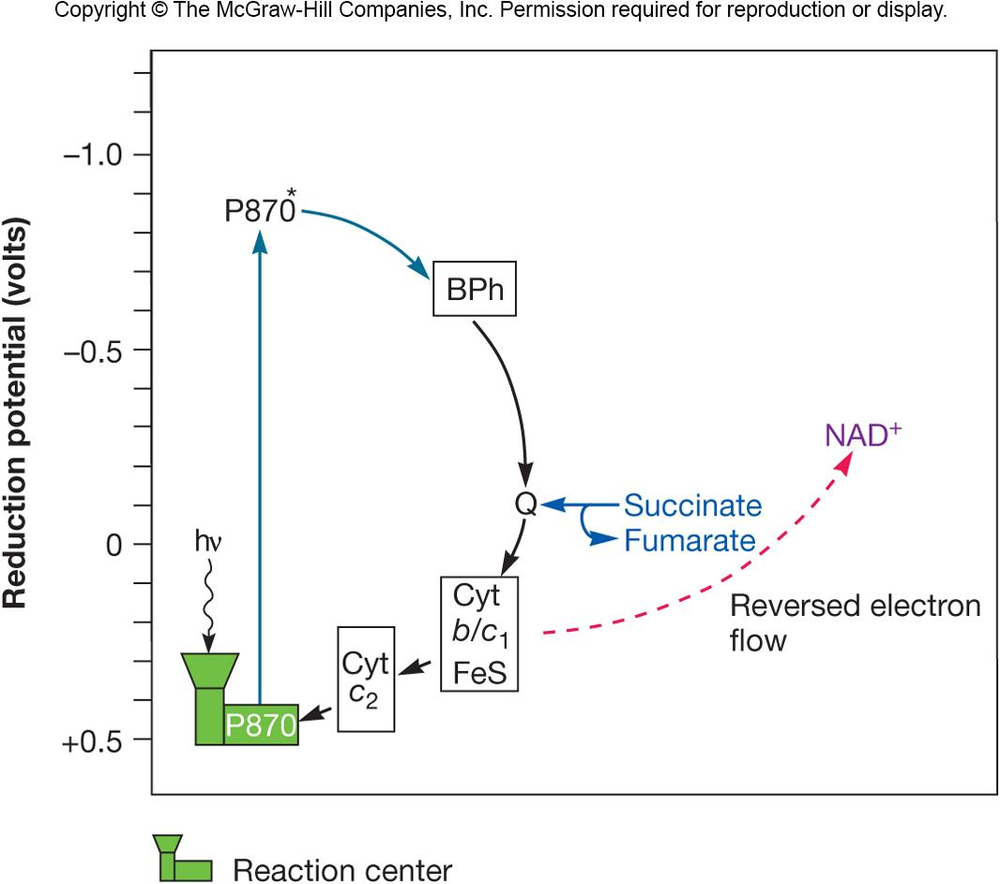 Copyright © The McGraw-Hill Companies, Inc. Permission required for reproduction or display.
Reduction potential (volts)
−1.0
−0.5
0
+0.5
P870*
BPh
NAD⁺
Q
Succinate
Fumarate
hν
Cyt
b/c₁
FeS
Reversed electron
flow
Cyt
c₂
P870
Reaction center